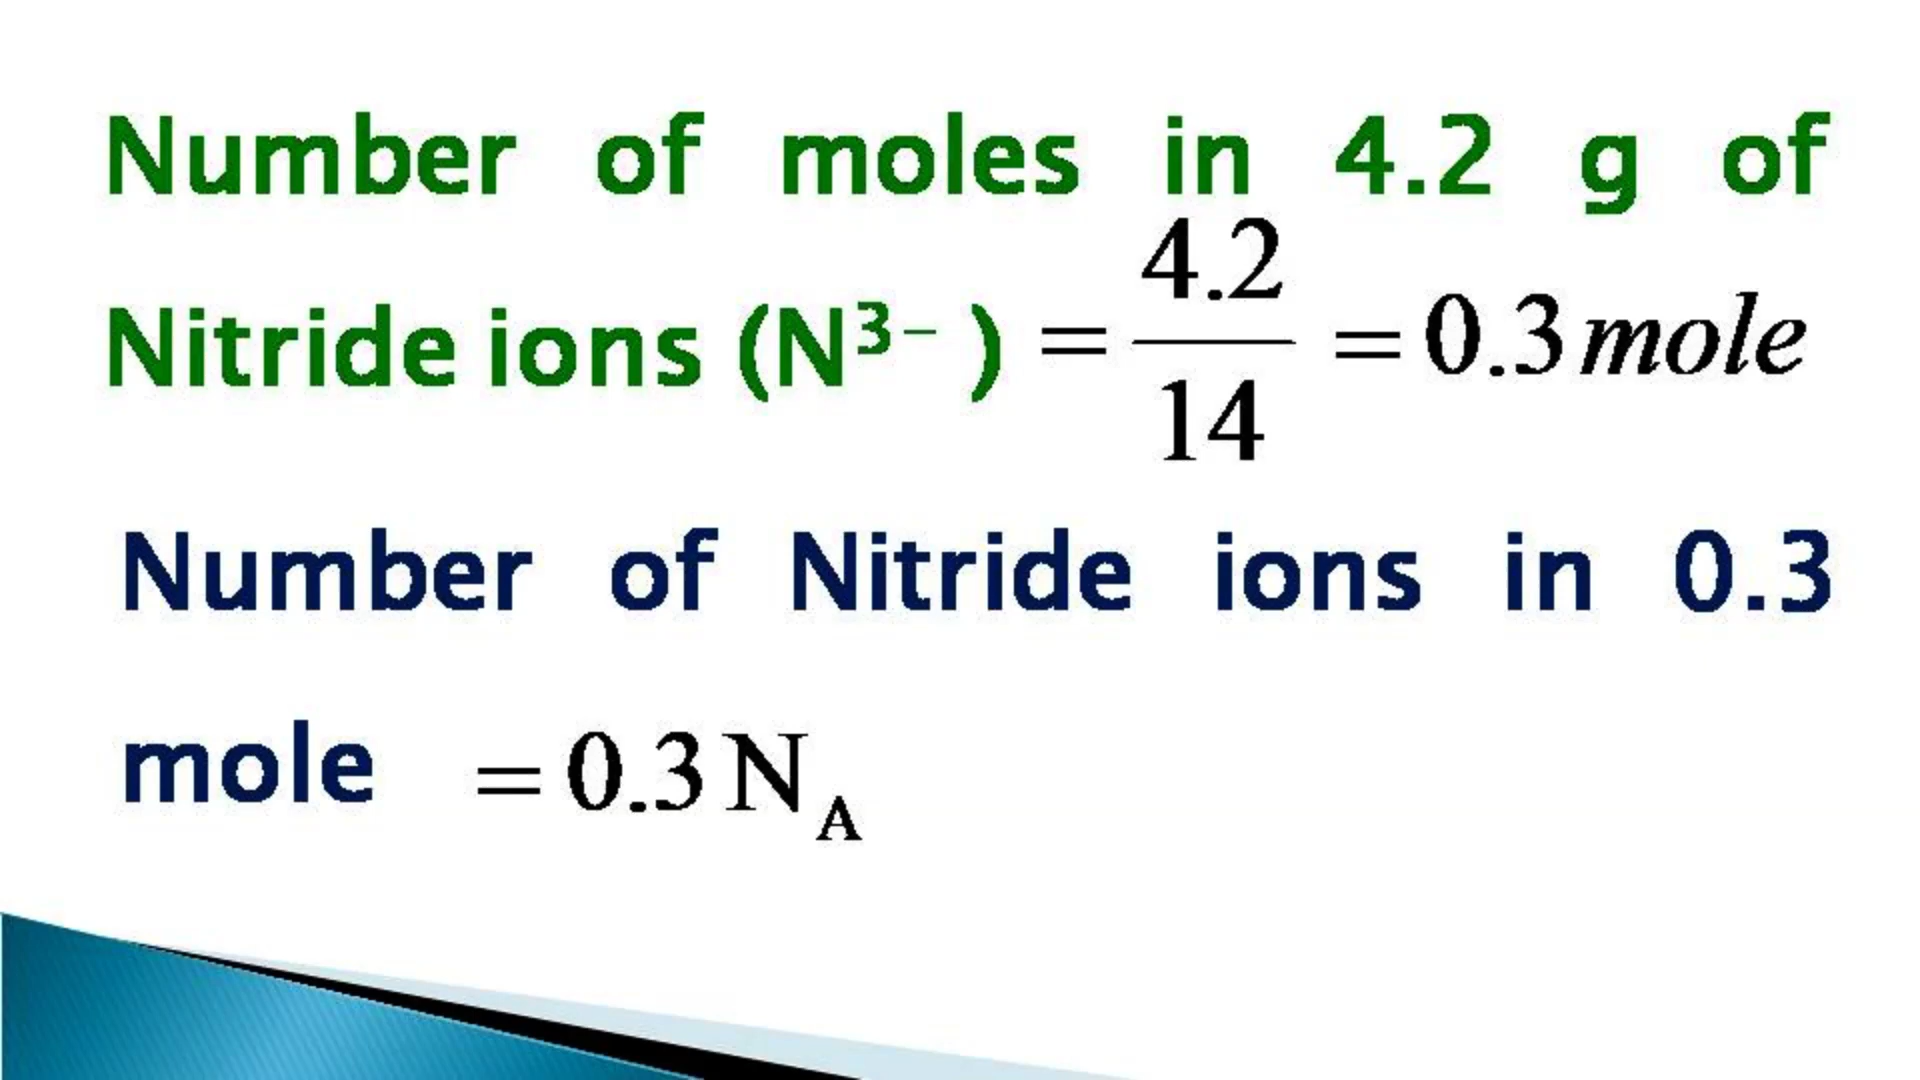 Number of moles in 4.2 g of
Nitride ions (N³⁻ ) = 4.2/14 = 0.3 mole
Number of Nitride ions in 0.3
mole = 0.3 N_A